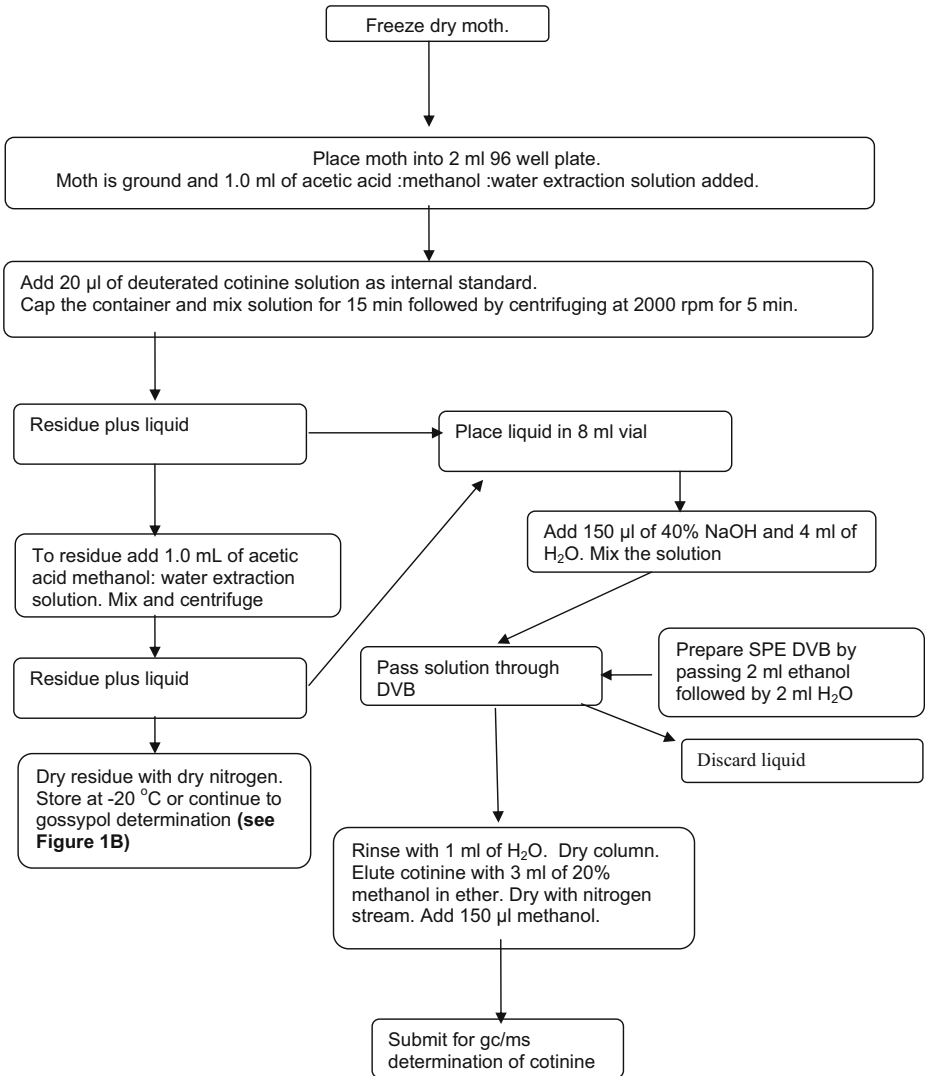 Freeze dry moth.
Place moth into 2 ml 96 well plate.
Moth is ground and 1.0 ml of acetic acid :methanol :water extraction solution added.
Add 20 µl of deuterated cotinine solution as internal standard.
Cap the container and mix solution for 15 min followed by centrifuging at 2000 rpm for 5 min.
Residue plus liquid
Place liquid in 8 ml vial
Add 150 µl of 40% NaOH and 4 ml of
H₂O. Mix the solution
To residue add 1.0 mL of acetic
acid methanol: water extraction
solution. Mix and centrifuge
Residue plus liquid
Pass solution through
DVB
Prepare SPE DVB by
passing 2 ml ethanol
followed by 2 ml H₂O
Discard liquid
Dry residue with dry nitrogen.
Store at -20 °C or continue to
gossypol determination (see
Figure 1B)
Rinse with 1 ml of H₂O. Dry column.
Elute cotinine with 3 ml of 20%
methanol in ether. Dry with nitrogen
stream. Add 150 µl methanol.
Submit for gc/ms
determination of cotinine